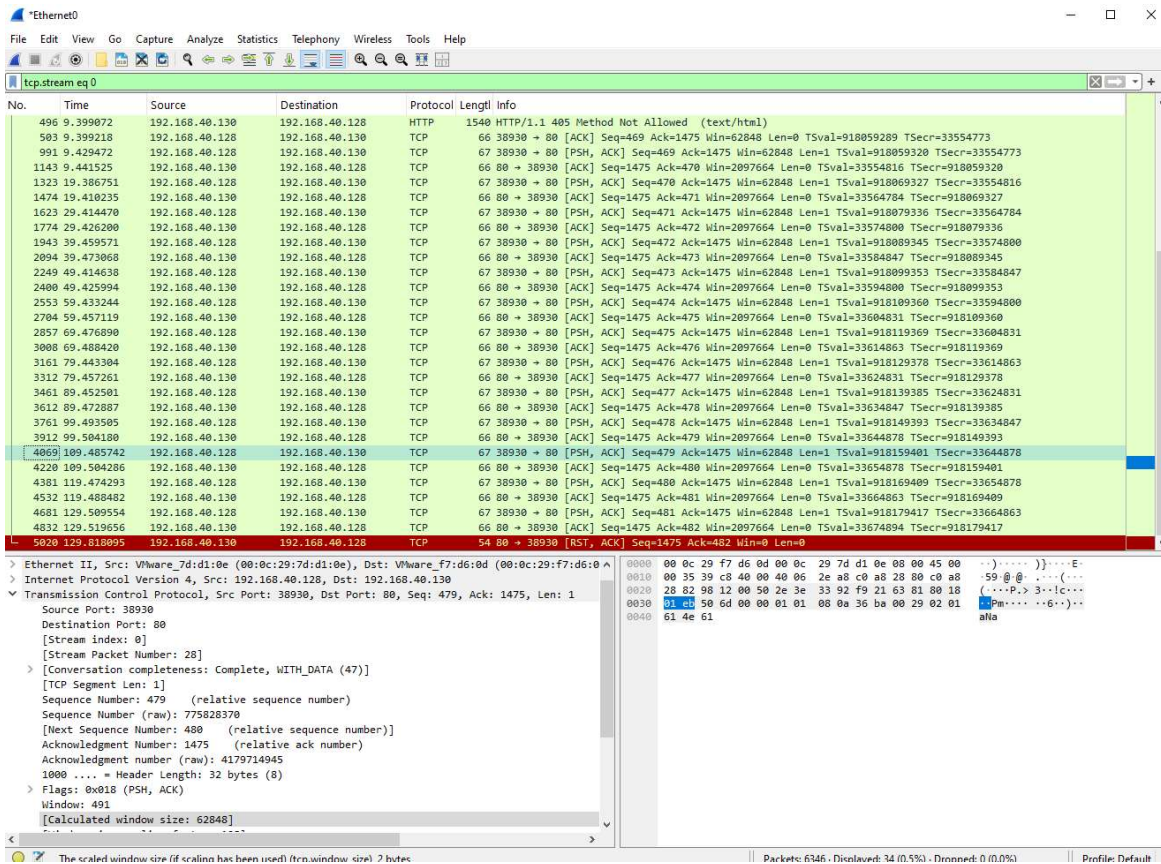 *Ethernet0
File Edit View Go Capture Analyze Statistics Telephony Wireless Tools Help
tcp.stream eq 0
No. Time Source Destination Protocol Lengtl Info
496 9.399072 192.168.40.130 192.168.40.128 HTTP 1540 HTTP/1.1 405 Method Not Allowed (text/html)
503 9.399218 192.168.40.128 192.168.40.130 TCP 66 38930 → 80 [ACK] Seq=469 Ack=1475 Win=62848 Len=0 TSval=918059289 TSecr=33554773
991 9.429472 192.168.40.128 192.168.40.130 TCP 67 38930 → 80 [PSH, ACK] Seq=469 Ack=1475 Win=62848 Len=1 TSval=918059320 TSecr=33554773
1143 9.441525 192.168.40.130 192.168.40.128 TCP 66 80 → 38930 [ACK] Seq=1475 Ack=470 Win=2097664 Len=0 TSval=33554816 TSecr=918059320
1323 19.386751 192.168.40.128 192.168.40.130 TCP 67 38930 → 80 [PSH, ACK] Seq=470 Ack=1475 Win=62848 Len=1 TSval=918069327 TSecr=33554816
1474 19.410235 192.168.40.130 192.168.40.128 TCP 66 80 → 38930 [ACK] Seq=1475 Ack=471 Win=2097664 Len=0 TSval=33564784 TSecr=918069327
1623 29.414470 192.168.40.128 192.168.40.130 TCP 67 38930 → 80 [PSH, ACK] Seq=471 Ack=1475 Win=62848 Len=1 TSval=918079336 TSecr=33564784
1774 29.426200 192.168.40.130 192.168.40.128 TCP 66 80 → 38930 [ACK] Seq=1475 Ack=472 Win=2097664 Len=0 TSval=33574800 TSecr=918079336
1943 39.459571 192.168.40.128 192.168.40.130 TCP 67 38930 → 80 [PSH, ACK] Seq=472 Ack=1475 Win=62848 Len=1 TSval=918089345 TSecr=33574800
2094 39.473068 192.168.40.130 192.168.40.128 TCP 66 80 → 38930 [ACK] Seq=1475 Ack=473 Win=2097664 Len=0 TSval=33584847 TSecr=918089345
2249 49.414638 192.168.40.128 192.168.40.130 TCP 67 38930 → 80 [PSH, ACK] Seq=473 Ack=1475 Win=62848 Len=1 TSval=918099353 TSecr=33584847
2400 49.425994 192.168.40.130 192.168.40.128 TCP 66 80 → 38930 [ACK] Seq=1475 Ack=474 Win=2097664 Len=0 TSval=33594800 TSecr=918099353
2553 59.433244 192.168.40.128 192.168.40.130 TCP 67 38930 → 80 [PSH, ACK] Seq=474 Ack=1475 Win=62848 Len=1 TSval=918109360 TSecr=33594800
2704 59.457119 192.168.40.130 192.168.40.128 TCP 66 80 → 38930 [ACK] Seq=1475 Ack=475 Win=2097664 Len=0 TSval=33604831 TSecr=918109360
2857 69.476890 192.168.40.128 192.168.40.130 TCP 67 38930 → 80 [PSH, ACK] Seq=475 Ack=1475 Win=62848 Len=1 TSval=918119369 TSecr=33604831
3008 69.488420 192.168.40.130 192.168.40.128 TCP 66 80 → 38930 [ACK] Seq=1475 Ack=476 Win=2097664 Len=0 TSval=33614863 TSecr=918119369
3161 79.443304 192.168.40.128 192.168.40.130 TCP 67 38930 → 80 [PSH, ACK] Seq=476 Ack=1475 Win=62848 Len=1 TSval=918129378 TSecr=33614863
3312 79.457261 192.168.40.130 192.168.40.128 TCP 66 80 → 38930 [ACK] Seq=1475 Ack=477 Win=2097664 Len=0 TSval=33624831 TSecr=918129378
3461 89.452501 192.168.40.128 192.168.40.130 TCP 67 38930 → 80 [PSH, ACK] Seq=477 Ack=1475 Win=62848 Len=1 TSval=918139385 TSecr=33624831
3612 89.472887 192.168.40.130 192.168.40.128 TCP 66 80 → 38930 [ACK] Seq=1475 Ack=478 Win=2097664 Len=0 TSval=33634847 TSecr=918139385
3761 99.493505 192.168.40.128 192.168.40.130 TCP 67 38930 → 80 [PSH, ACK] Seq=478 Ack=1475 Win=62848 Len=1 TSval=918149393 TSecr=33634847
3912 99.504180 192.168.40.130 192.168.40.128 TCP 66 80 → 38930 [ACK] Seq=1475 Ack=479 Win=2097664 Len=0 TSval=33644878 TSecr=918149393
4069 109.485742 192.168.40.128 192.168.40.130 TCP 67 38930 → 80 [PSH, ACK] Seq=479 Ack=1475 Win=62848 Len=1 TSval=918159401 TSecr=33644878
4220 109.504286 192.168.40.130 192.168.40.128 TCP 66 80 → 38930 [ACK] Seq=1475 Ack=480 Win=2097664 Len=0 TSval=33654878 TSecr=918159401
4381 119.474293 192.168.40.128 192.168.40.130 TCP 67 38930 → 80 [PSH, ACK] Seq=480 Ack=1475 Win=62848 Len=1 TSval=918169409 TSecr=33654878
4532 119.488482 192.168.40.130 192.168.40.128 TCP 66 80 → 38930 [ACK] Seq=1475 Ack=481 Win=2097664 Len=0 TSval=33664863 TSecr=918169409
4681 129.509554 192.168.40.128 192.168.40.130 TCP 67 38930 → 80 [PSH, ACK] Seq=481 Ack=1475 Win=62848 Len=1 TSval=918179417 TSecr=33664863
4832 129.519656 192.168.40.130 192.168.40.128 TCP 66 80 → 38930 [ACK] Seq=1475 Ack=482 Win=2097664 Len=0 TSval=33674894 TSecr=918179417
5020 129.818095 192.168.40.130 192.168.40.128 TCP 54 80 → 38930 [RST, ACK] Seq=1475 Ack=482 Win=0 Len=0
Ethernet II, Src: VMware_7d:d1:0e (00:0c:29:7d:d1:0e), Dst: VMware_f7:d6:0d (00:0c:29:f7:d6:0
Internet Protocol Version 4, Src: 192.168.40.128, Dst: 192.168.40.130
Transmission Control Protocol, Src Port: 38930, Dst Port: 80, Seq: 479, Ack: 1475, Len: 1
Source Port: 38930
Destination Port: 80
[Stream index: 0]
[Stream Packet Number: 28]
[Conversation completeness: Complete, WITH_DATA (47)]
[TCP Segment Len: 1]
Sequence Number: 479 (relative sequence number)
Sequence Number (raw): 775828370
[Next Sequence Number: 480 (relative sequence number)]
Acknowledgment Number: 1475 (relative ack number)
Acknowledgment number (raw): 4179714945
1000 .... = Header Length: 32 bytes (8)
Flags: 0x018 (PSH, ACK)
Window: 491
[Calculated window size: 62848]
0000 00 0c 29 f7 d6 0d 00 0c 29 7d d1 0e 08 00 45 00 ··)····· )}····E·
0010 00 35 39 c8 40 00 40 06 2e a8 c0 a8 28 80 c0 a8 ·59·@·@· .···(···
0020 28 82 98 12 00 50 2e 3e 33 92 f9 21 63 81 80 18 (····P.> 3··!c···
0030 01 eb 50 6d 00 00 01 01 08 0a 36 ba 00 29 02 01 ··Pm···· ··6··)··
0040 61 4e 61 aNa
The scaled window size (if scaling has been used) (tcp.window_size), 2 bytes
Packets: 6346 · Displayed: 34 (0.5%) · Dropped: 0 (0.0%)
Profile: Default